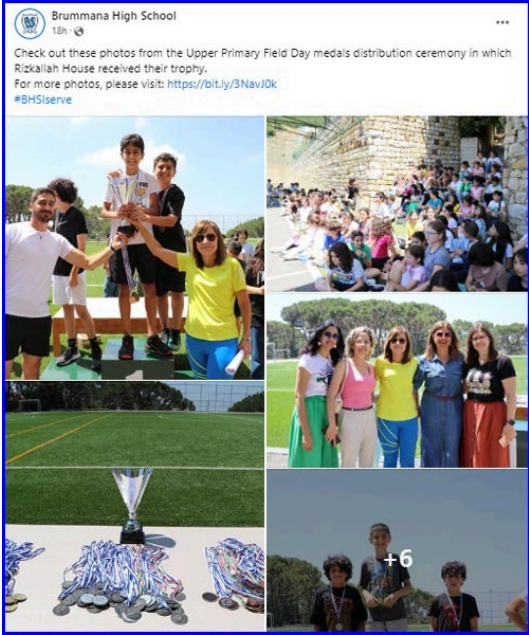 Brummana High School
18h ·
Check out these photos from the Upper Primary Field Day medals distribution ceremony in which
Rizkallah House received their trophy.
For more photos, please visit: https://bit.ly/3NavJ0k
#BHSIserve
+6